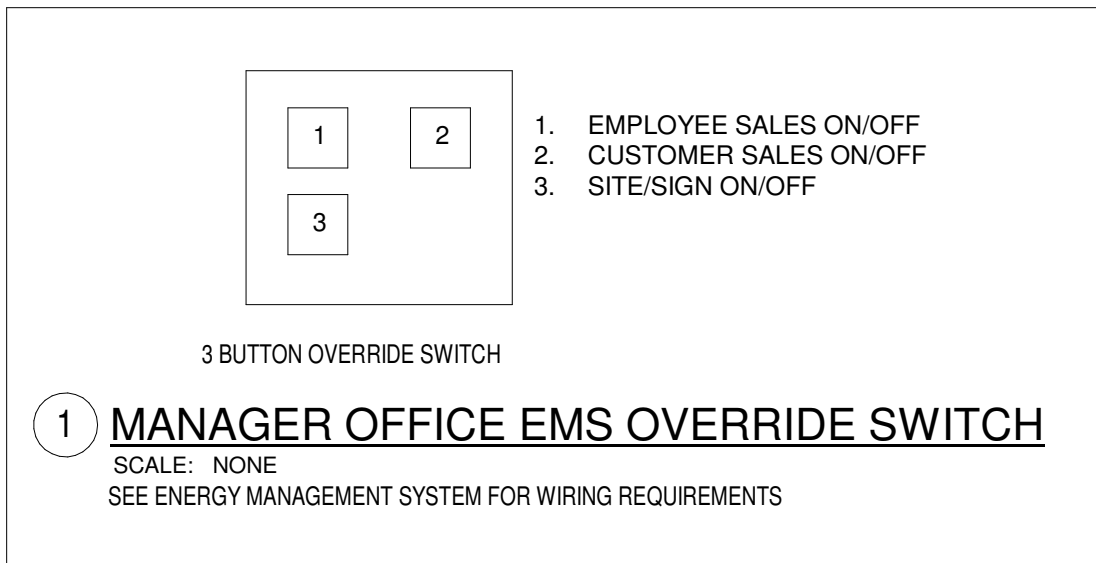 1 2
3
1. EMPLOYEE SALES ON/OFF
2. CUSTOMER SALES ON/OFF
3. SITE/SIGN ON/OFF
3 BUTTON OVERRIDE SWITCH
1 MANAGER OFFICE EMS OVERRIDE SWITCH
SCALE: NONE
SEE ENERGY MANAGEMENT SYSTEM FOR WIRING REQUIREMENTS